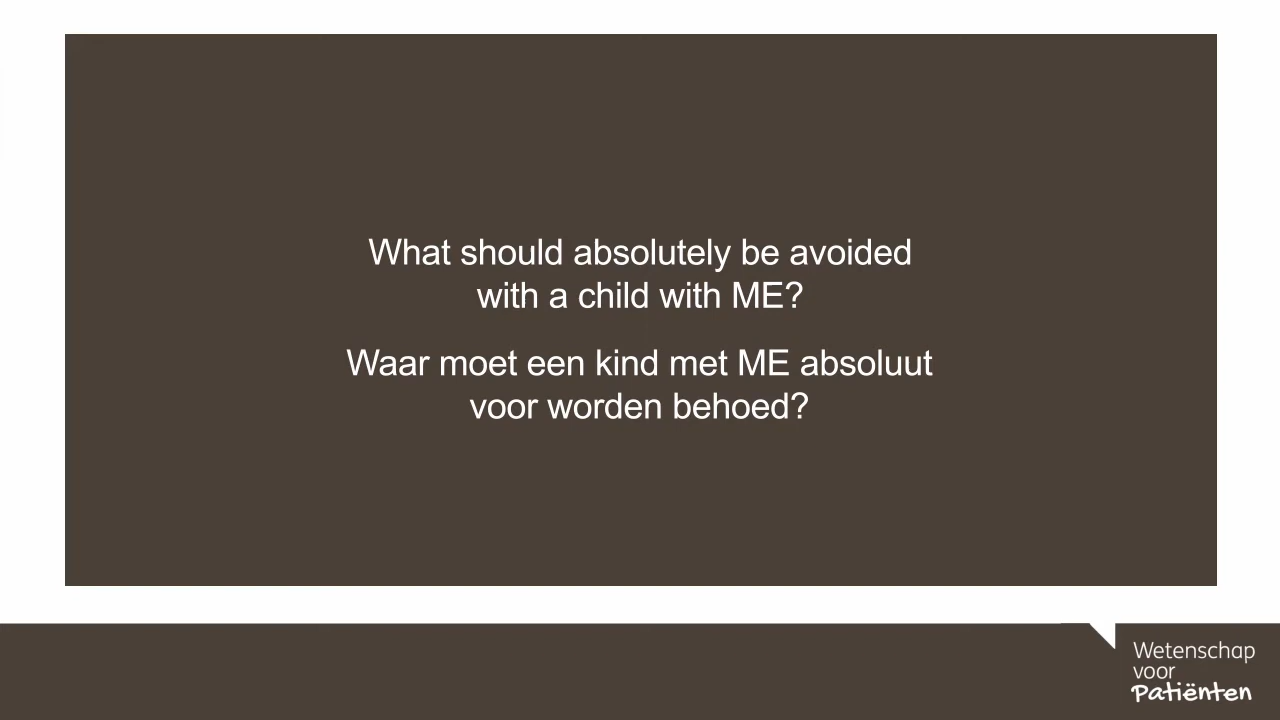 What should absolutely be avoided
with a child with ME?
Waar moet een kind met ME absoluut
voor worden behoed?
Wetenschap
voor
Patiënten